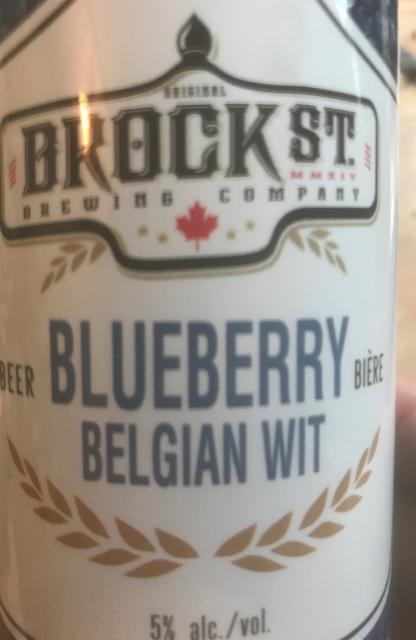 ORIGINAL
BROCK ST.
MMXIV
BREWING COMPANY
BEER BLUEBERRY BIÈRE
BELGIAN WIT
5% alc./vol.